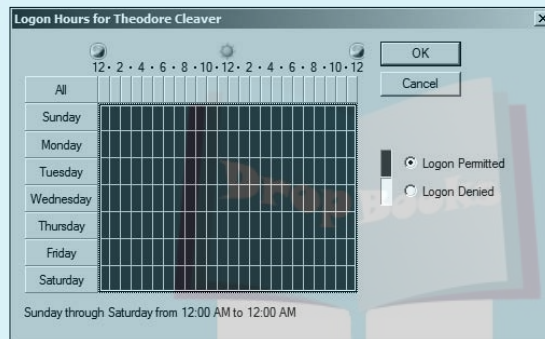 Logon Hours for Theodore Cleaver
12 · 2 · 4 · 6 · 8 · 10 · 12 · 2 · 4 · 6 · 8 · 10 · 12
OK
Cancel
All
Sunday
Monday
Tuesday
Wednesday
Thursday
Friday
Saturday
Logon Permitted
Logon Denied
DropBooks
Sunday through Saturday from 12:00 AM to 12:00 AM